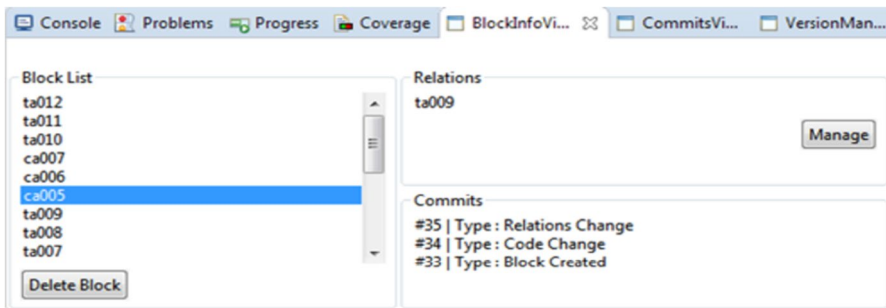 Console Problems Progress Coverage BlockInfoVi... CommitsVi... VersionMan...
Block List
ta012
ta011
ta010
ca007
ca006
ca005
ta009
ta008
ta007
Delete Block
Relations
ta009
Manage
Commits
#35 | Type : Relations Change
#34 | Type : Code Change
#33 | Type : Block Created